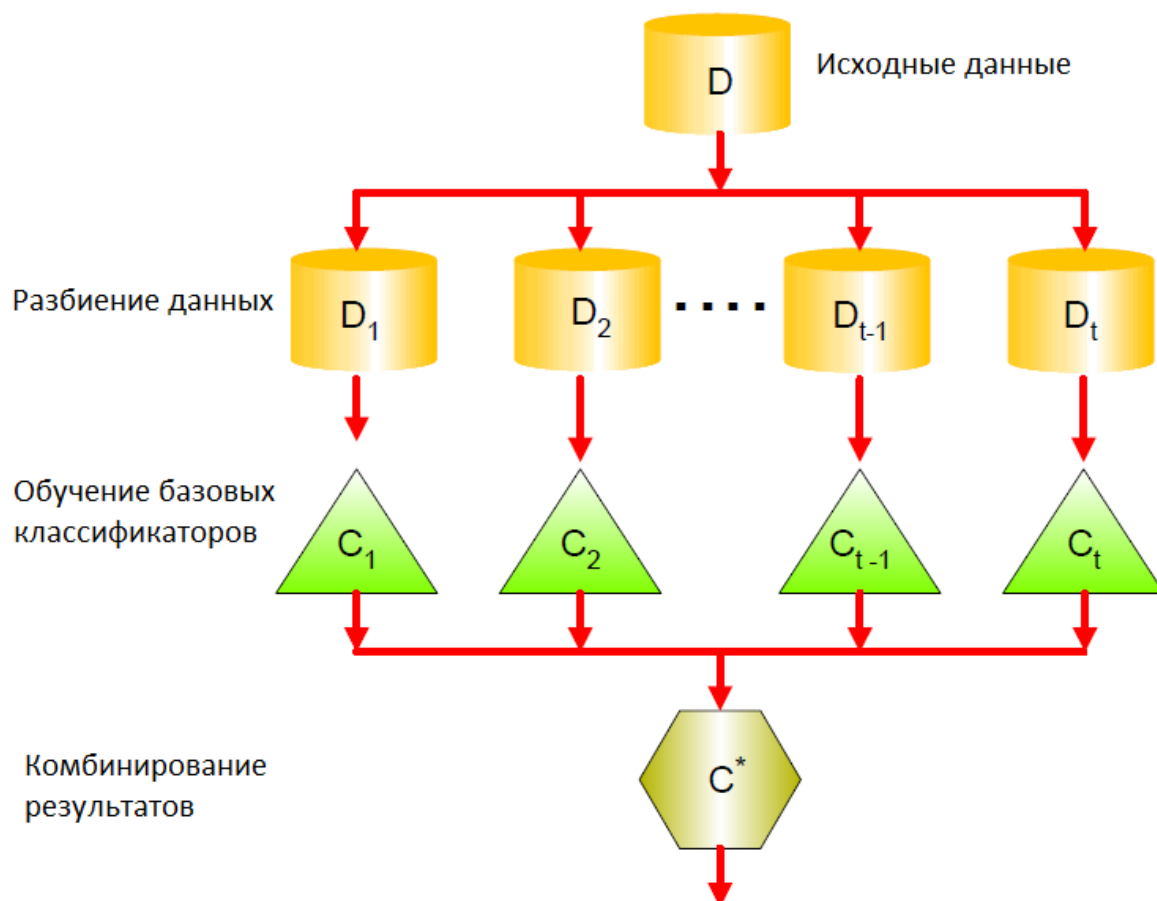 D
Исходные данные
Разбиение данных
D1
D2
....
Dt-1
Dt
Обучение базовых
классификаторов
C1
C2
Ct-1
Ct
Комбинирование
результатов
C*